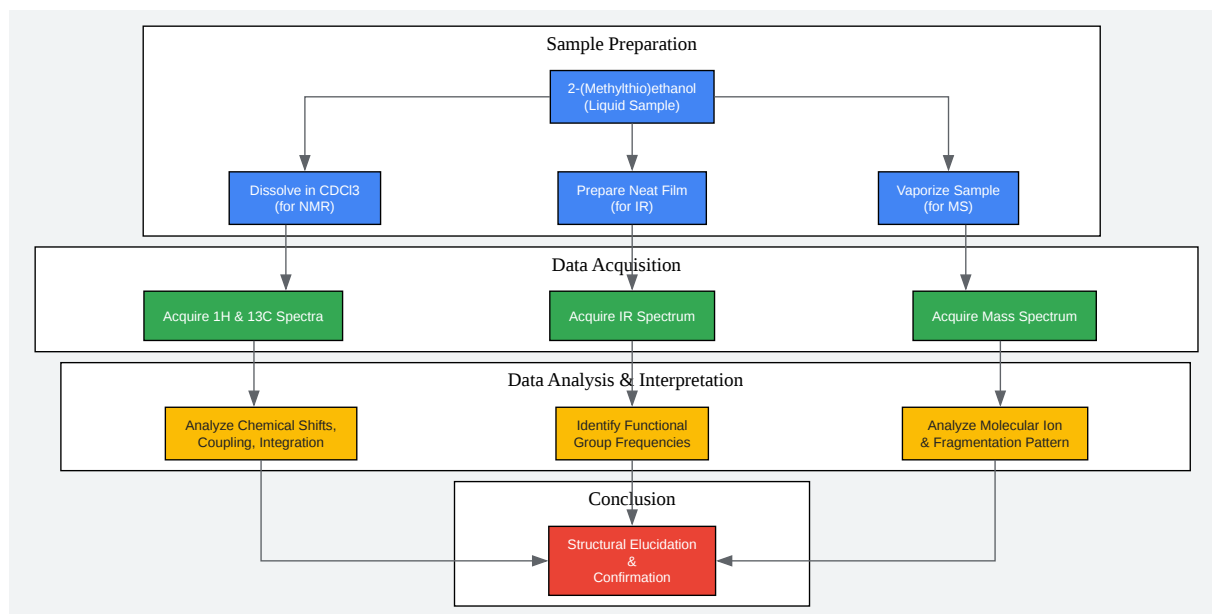 Sample Preparation
2-(Methylthio)ethanol
(Liquid Sample)
Dissolve in CDCl3
(for NMR)
Prepare Neat Film
(for IR)
Vaporize Sample
(for MS)
Data Acquisition
Acquire 1H & 13C Spectra
Acquire IR Spectrum
Acquire Mass Spectrum
Data Analysis & Interpretation
Analyze Chemical Shifts,
Coupling, Integration
Identify Functional
Group Frequencies
Analyze Molecular Ion
& Fragmentation Pattern
Conclusion
Structural Elucidation
&
Confirmation